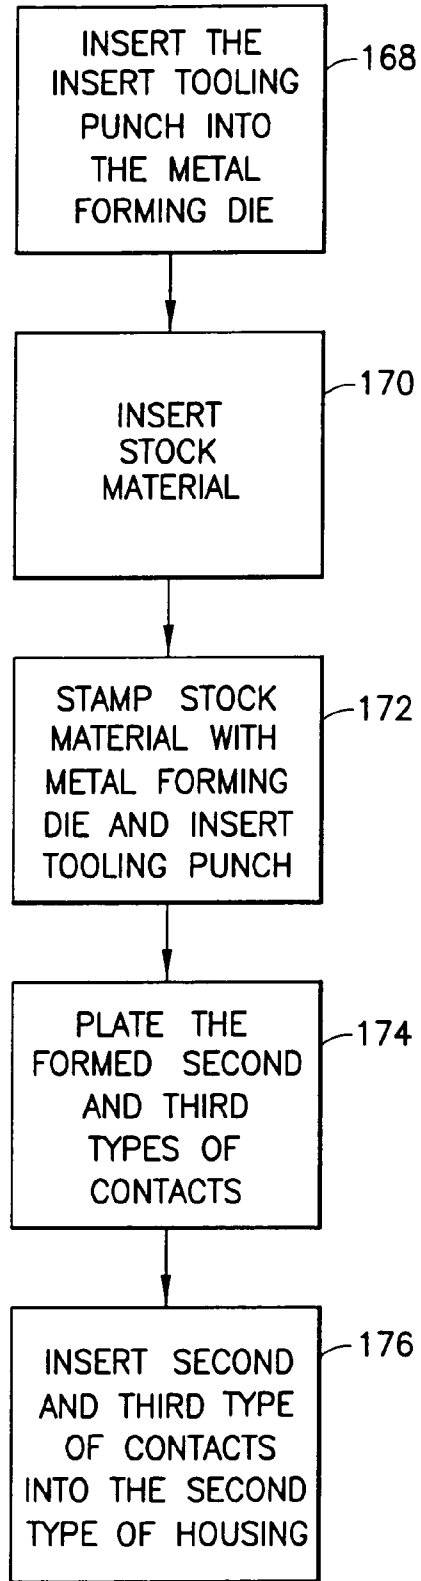 INSERT THE
INSERT TOOLING
PUNCH INTO
THE METAL
FORMING DIE
168
INSERT
STOCK
MATERIAL
170
STAMP STOCK
MATERIAL WITH
METAL FORMING
DIE AND INSERT
TOOLING PUNCH
172
PLATE THE
FORMED SECOND
AND THIRD
TYPES OF
CONTACTS
174
INSERT SECOND
AND THIRD TYPE
OF CONTACTS
INTO THE SECOND
TYPE OF HOUSING
176